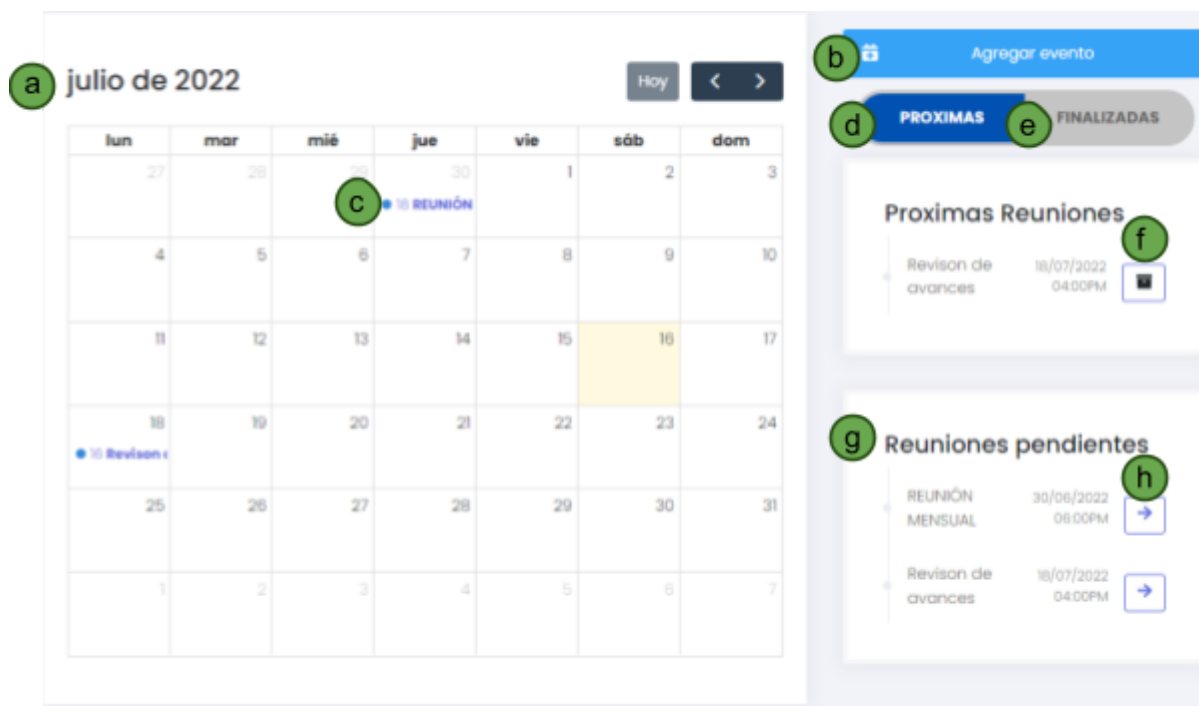 a julio de 2022
Hoy < >
lun mar mié jue vie sáb dom
27 28 29 30 1 2 3
c 18 REUNIÓN
4 5 6 7 8 9 10
11 12 13 14 15 16 17
18 19 20 21 22 23 24
16 Revison
25 26 27 28 29 30 31
1 2 3 4 5 6 7
b Agregar evento
d PROXIMAS e FINALIZADAS
Proximas Reuniones
f
Revison de 18/07/2022
avances 04:00PM
g Reuniones pendientes
h
REUNIÓN 30/06/2022
MENSUAL 06:00PM
Revison de 18/07/2022
avances 04:00PM